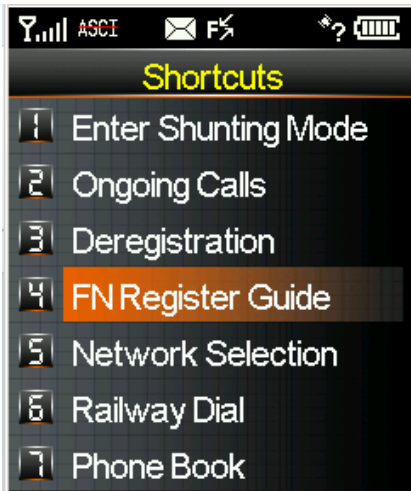 ASCI F ?
Shortcuts
1 Enter Shunting Mode
2 Ongoing Calls
3 Deregistration
4 FN Register Guide
5 Network Selection
6 Railway Dial
7 Phone Book